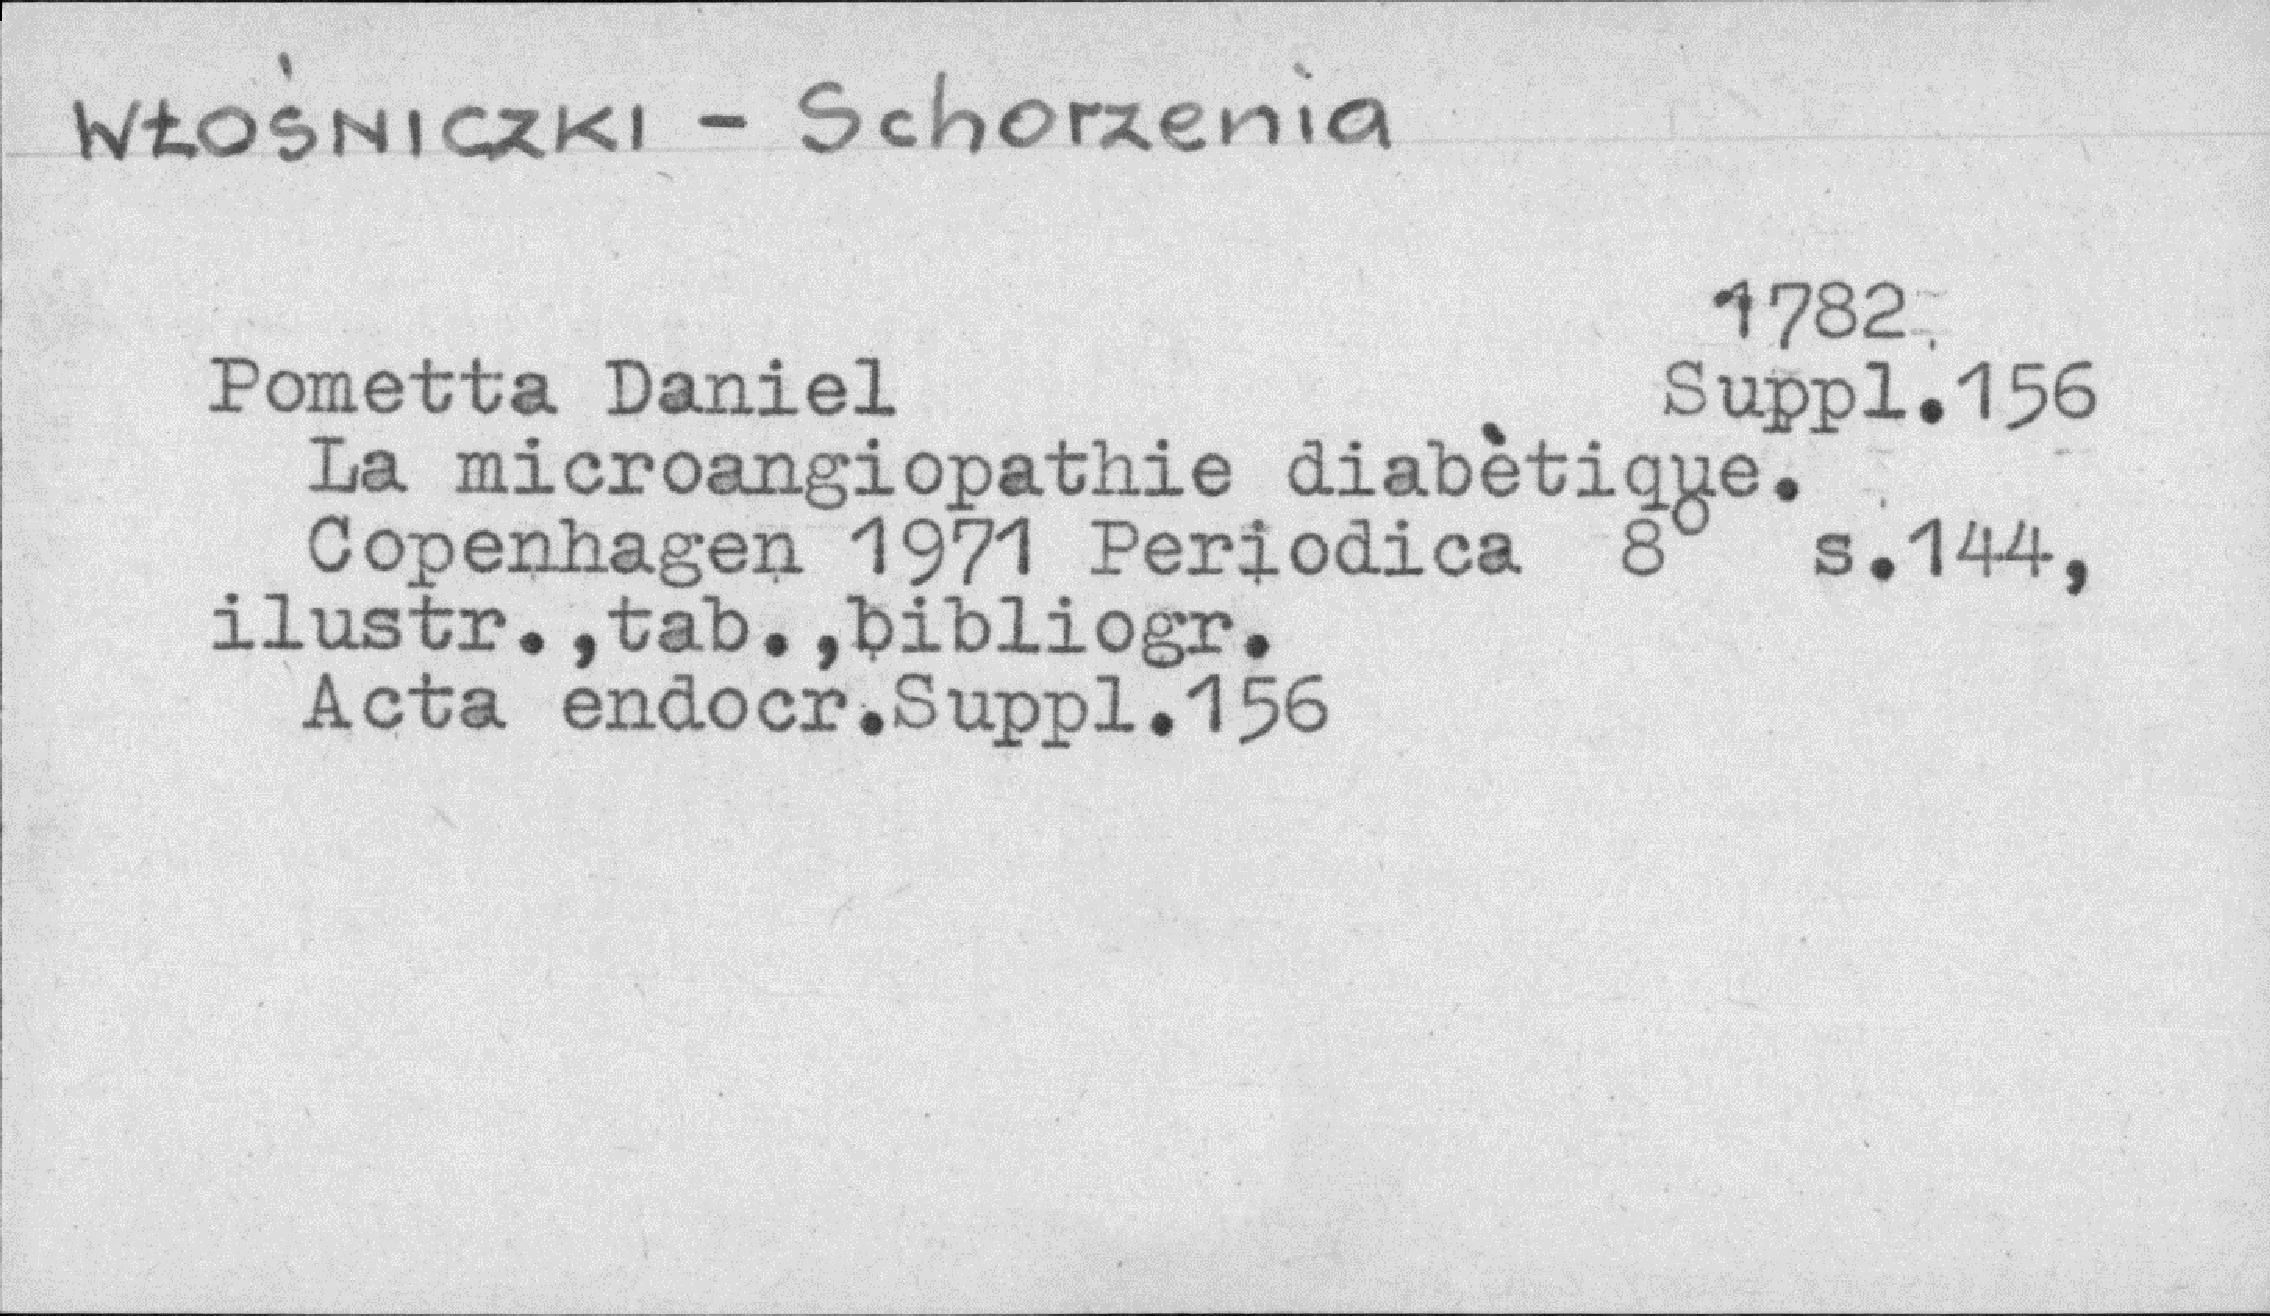 WŁOŚNICZKI - Schorzenia
1782
Pometta Daniel Suppl.156
La microangiopathie diabètique.
Copenhagen 1971 Periodica 8° s.144,
ilustr.,tab.,bibliogr.
Acta endocr.Suppl.156